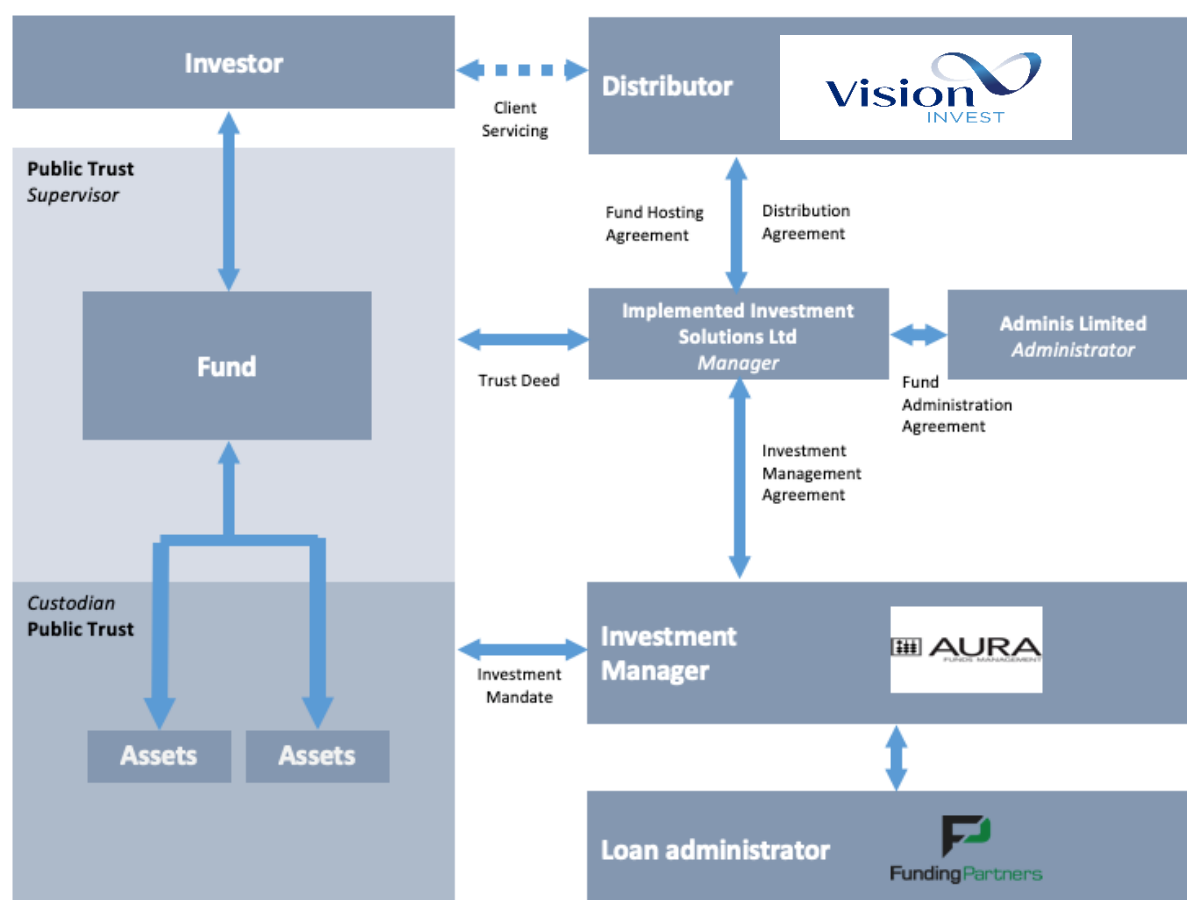 Investor
Client
Servicing
Distributor
Vision
INVEST
Public Trust
Supervisor
Fund Hosting
Agreement
Distribution
Agreement
Fund
Trust Deed
Implemented Investment
Solutions Ltd
Manager
Adminis Limited
Administrator
Fund
Administration
Agreement
Investment
Management
Agreement
Custodian
Public Trust
Investment
Mandate
Investment
Manager
AURA
FUNDS MANAGEMENT
Assets
Assets
Loan administrator
FundingPartners